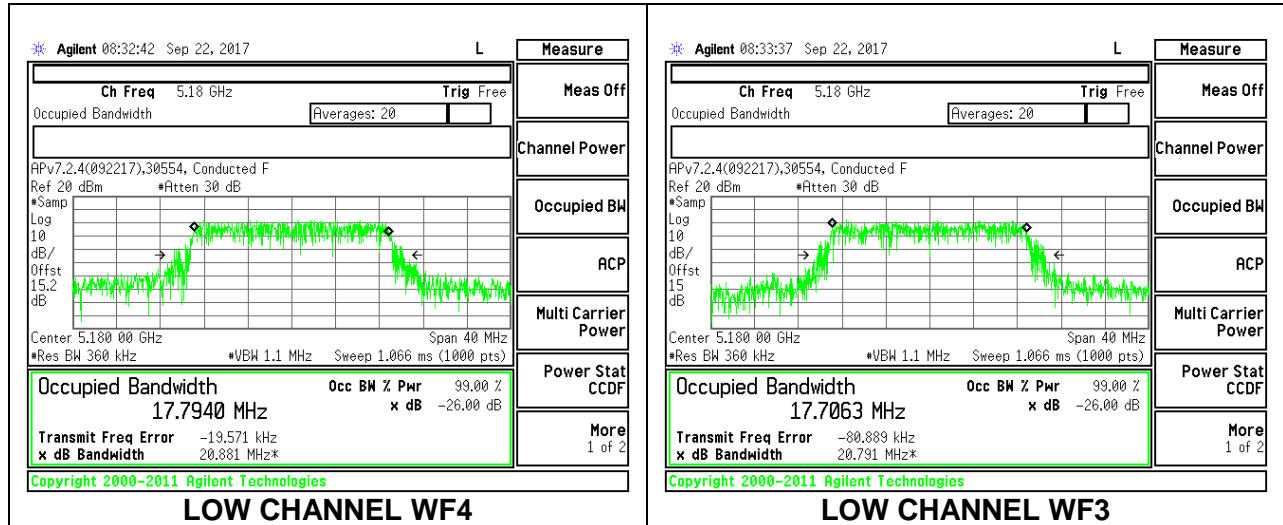 Agilent 08:32:42 Sep 22, 2017 L Measure
Ch Freq 5.18 GHz Trig Free
Occupied Bandwidth Averages: 20
APv7.2.4(092217),30554, Conducted F
Ref 20 dBm #Atten 30 dB
#Samp
Log
10
dB/
Offst
15.2
dB
Center 5.180 00 GHz Span 40 MHz
#Res BW 360 kHz #VBW 1.1 MHz Sweep 1.066 ms (1000 pts)
Occupied Bandwidth Occ BW % Pwr 99.00 %
17.7940 MHz x dB -26.00 dB
Transmit Freq Error -19.571 kHz
x dB Bandwidth 20.881 MHz*
Meas Off
Channel Power
Occupied BW
ACP
Multi Carrier
Power
Power Stat
CCDF
More
1 of 2
Copyright 2000-2011 Agilent Technologies
LOW CHANNEL WF4
Agilent 08:33:37 Sep 22, 2017 L Measure
Ch Freq 5.18 GHz Trig Free
Occupied Bandwidth Averages: 20
APv7.2.4(092217),30554, Conducted F
Ref 20 dBm #Atten 30 dB
#Samp
Log
10
dB/
Offst
15
dB
Center 5.180 00 GHz Span 40 MHz
#Res BW 360 kHz #VBW 1.1 MHz Sweep 1.066 ms (1000 pts)
Occupied Bandwidth Occ BW % Pwr 99.00 %
17.7063 MHz x dB -26.00 dB
Transmit Freq Error -80.889 kHz
x dB Bandwidth 20.791 MHz*
Meas Off
Channel Power
Occupied BW
ACP
Multi Carrier
Power
Power Stat
CCDF
More
1 of 2
Copyright 2000-2011 Agilent Technologies
LOW CHANNEL WF3